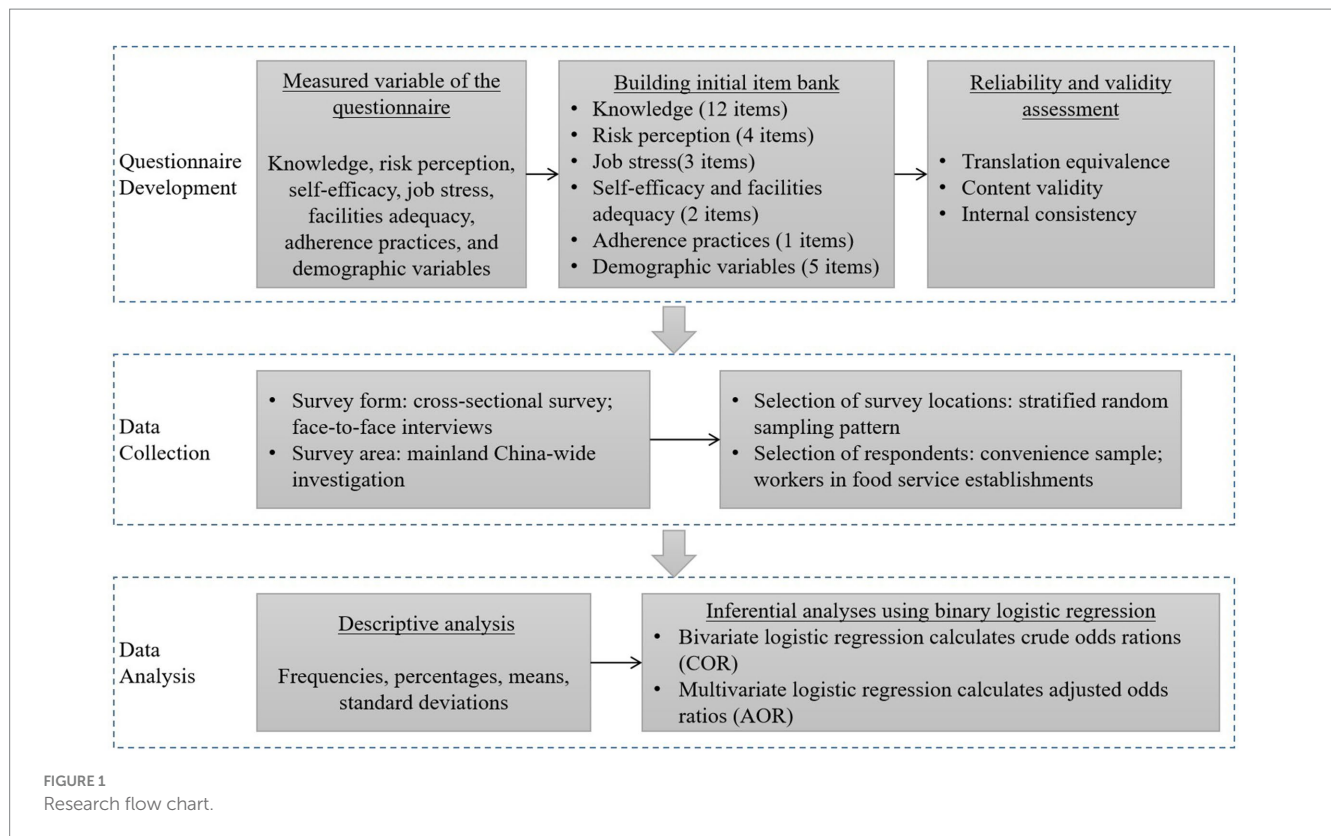 Questionnaire
Development
Measured variable of the
questionnaire
Knowledge, risk perception,
self-efficacy, job stress,
facilities adequacy,
adherence practices, and
demographic variables
Building initial item bank
• Knowledge (12 items)
• Risk perception (4 items)
• Job stress(3 items)
• Self-efficacy and facilities
adequacy (2 items)
• Adherence practices (1 items)
• Demographic variables (5 items)
Reliability and validity
assessment
• Translation equivalence
• Content validity
• Internal consistency
Data
Collection
• Survey form: cross-sectional survey;
face-to-face interviews
• Survey area: mainland China-wide
investigation
• Selection of survey locations: stratified random
sampling pattern
• Selection of respondents: convenience sample;
workers in food service establishments
Data
Analysis
Descriptive analysis
Frequencies, percentages, means,
standard deviations
Inferential analyses using binary logistic regression
• Bivariate logistic regression calculates crude odds rations
(COR)
• Multivariate logistic regression calculates adjusted odds
ratios (AOR)
FIGURE 1
Research flow chart.